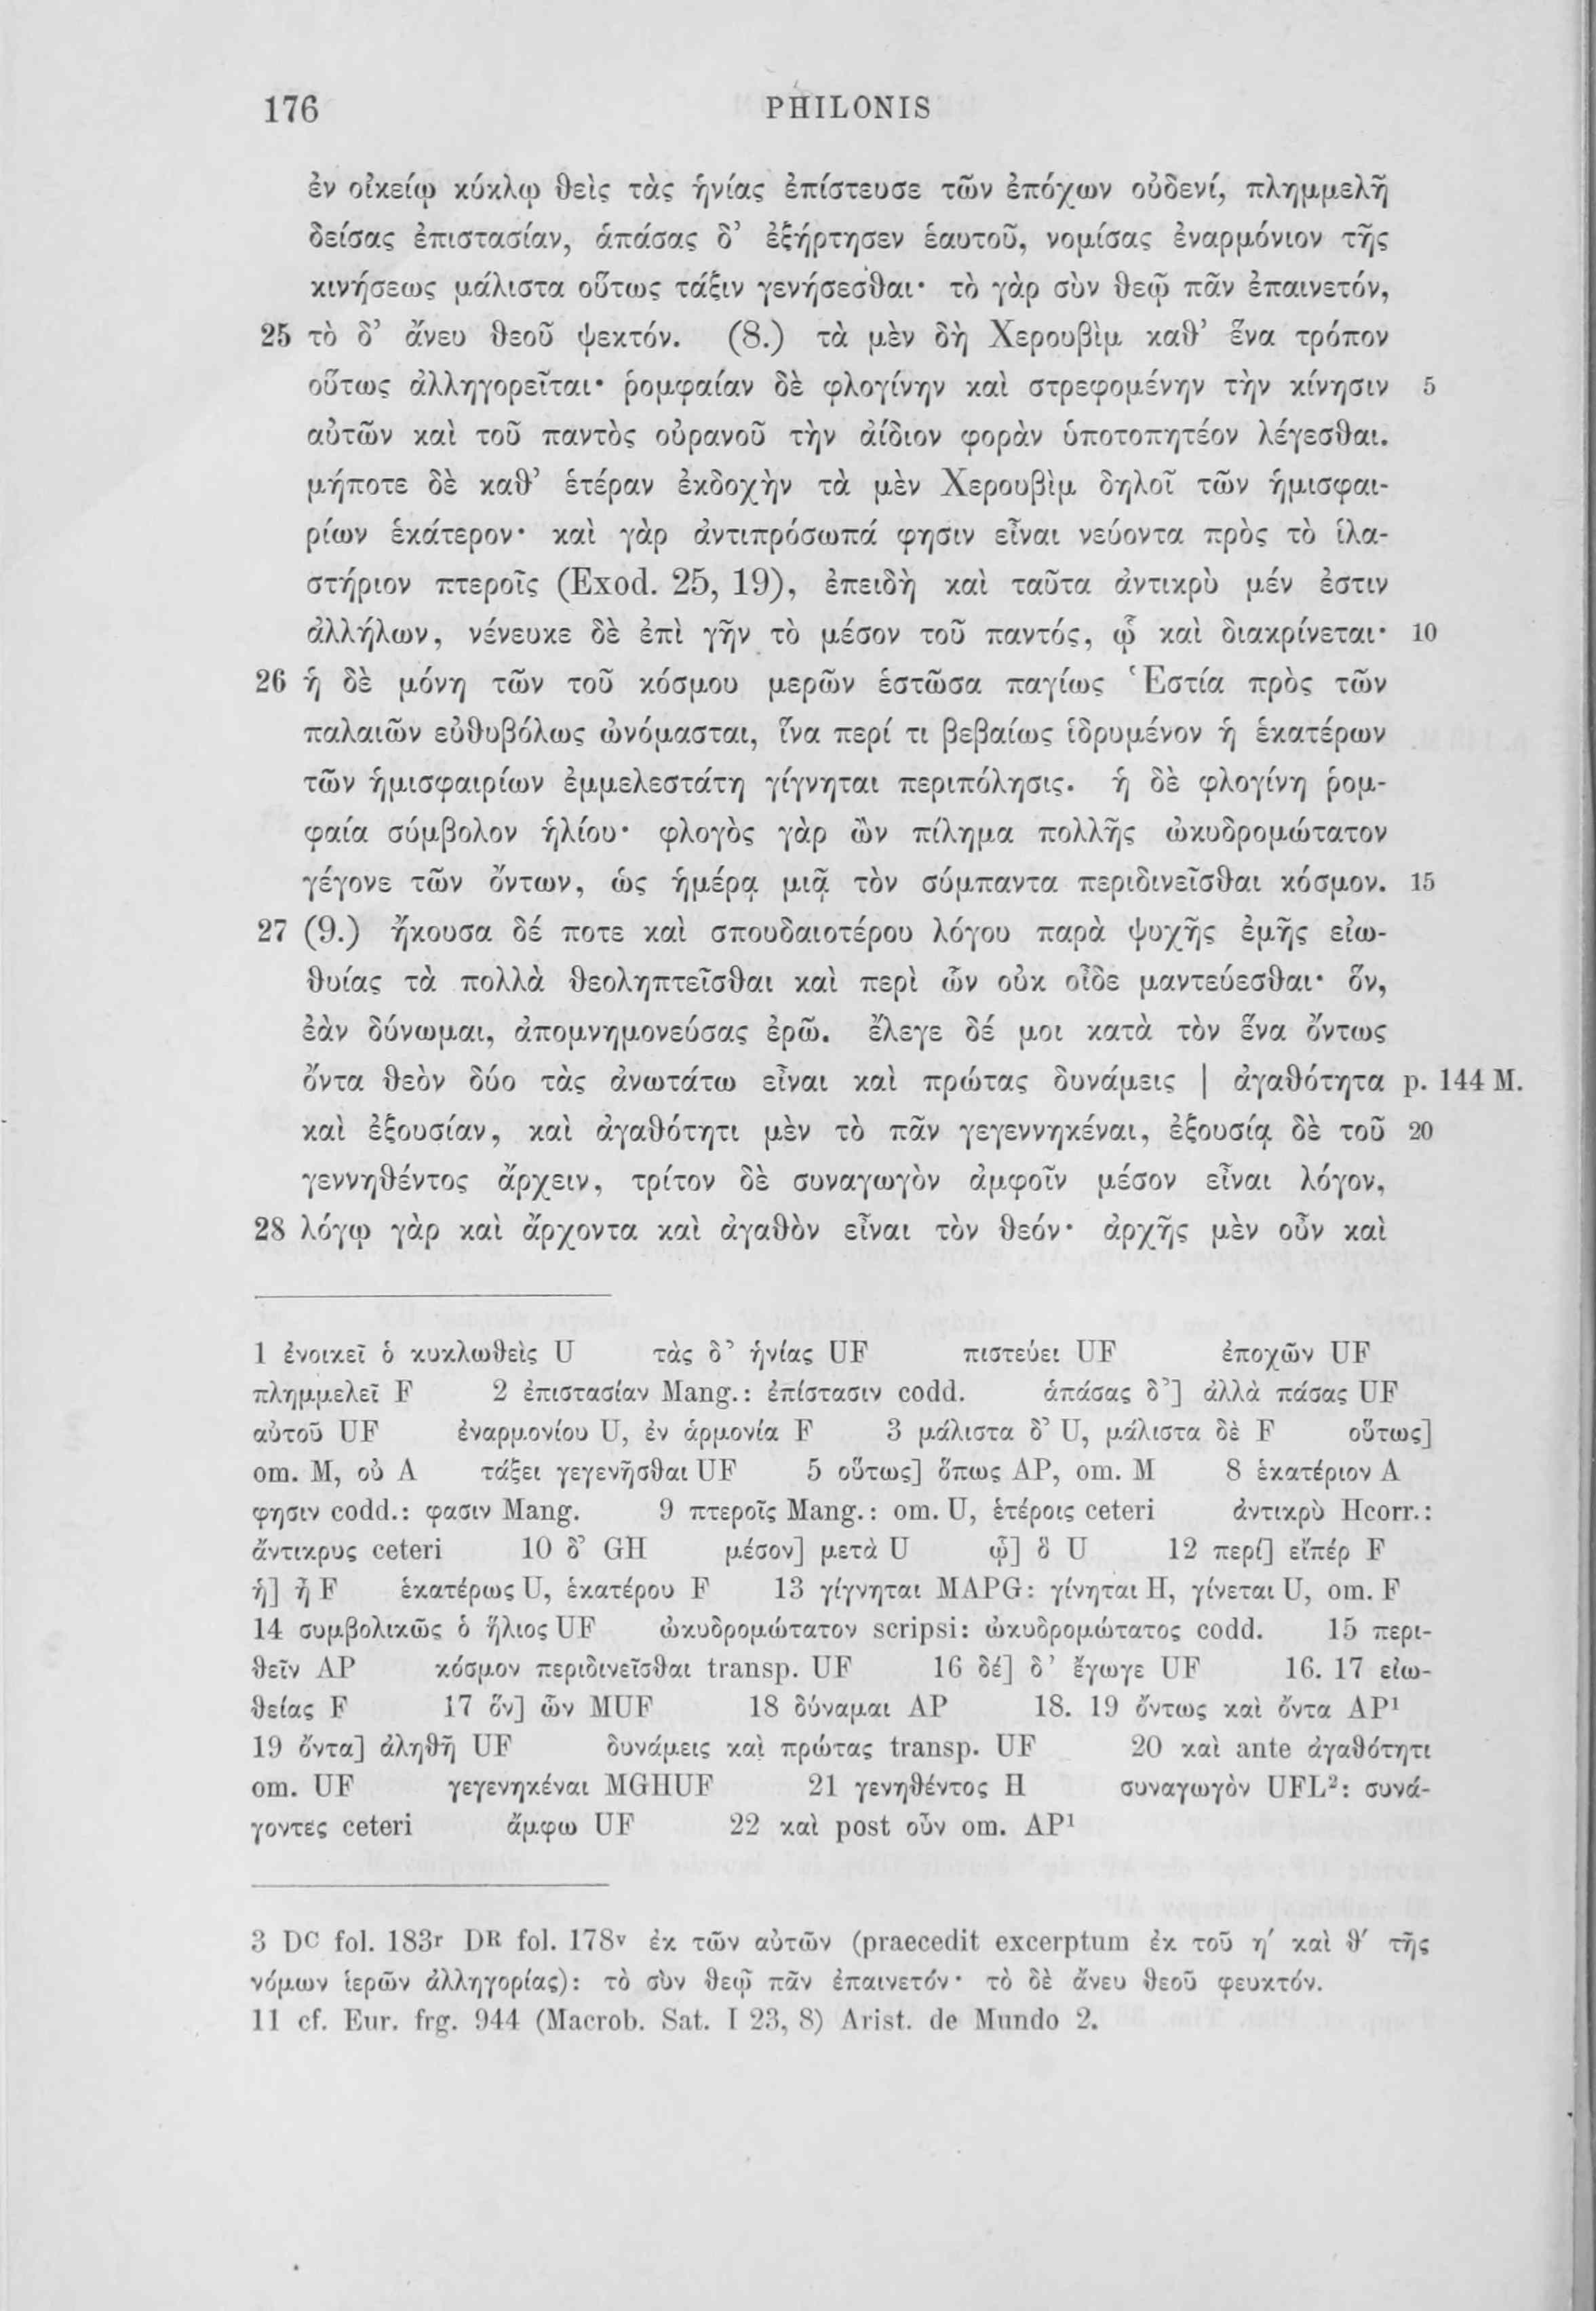 176 PHILONIS
ἐν οἰκείῳ κύκλῳ θεὶς τὰς ἡνίας ἐπίστευσε τῶν ἐπόχων οὐδενί, πλημμελῆ
δείσας ἐπιστασίαν, ἁπάσας δ’ ἐξήρτησεν ἑαυτοῦ, νομίσας ἐναρμόνιον τῆς
κινήσεως μάλιστα οὕτως τάξιν γενήσεσθαι· τὸ γὰρ σὺν θεῷ πᾶν ἐπαινετόν,
25 τὸ δ’ ἄνευ θεοῦ ψεκτόν. (8.) τὰ μὲν δὴ Χερουβὶμ καθ’ ἕνα τρόπον
οὕτως ἀλληγορεῖται· ῥομφαίαν δὲ φλογίνην καὶ στρεφομένην τὴν κίνησιν 5
αὐτῶν καὶ τοῦ παντὸς οὐρανοῦ τὴν ἀίδιον φορὰν ὑποτοπητέον λέγεσθαι.
μήποτε δὲ καθ’ ἑτέραν ἐκδοχὴν τὰ μὲν Χερουβὶμ δηλοῖ τῶν ἡμισφαι-
ρίων ἑκάτερον· καὶ γὰρ ἀντιπρόσωπά φησιν εἶναι νεύοντα πρὸς τὸ ἱλα-
στήριον πτεροῖς (Exod. 25, 19), ἐπειδὴ καὶ ταῦτα ἀντικρὺ μέν ἐστιν
ἀλλήλων, νένευκε δὲ ἐπὶ γῆν τὸ μέσον τοῦ παντός, ᾧ καὶ διακρίνεται· 10
26 ἡ δὲ μόνη τῶν τοῦ κόσμου μερῶν ἑστῶσα παγίως Ἑστία πρὸς τῶν
παλαιῶν εὐθυβόλως ὠνόμασται, ἵνα περί τι βεβαίως ἱδρυμένον ἡ ἑκατέρων
τῶν ἡμισφαιρίων ἐμμελεστάτη γίγνηται περιπόλησις. ἡ δὲ φλογίνη ῥομ-
φαία σύμβολον ἡλίου· φλογὸς γὰρ ὢν πίλημα πολλῆς ὠκυδρομώτατον
γέγονε τῶν ὄντων, ὡς ἡμέρᾳ μιᾷ τὸν σύμπαντα περιδινεῖσθαι κόσμον. 15
27 (9.) ἤκουσα δέ ποτε καὶ σπουδαιοτέρου λόγου παρὰ ψυχῆς ἐμῆς εἰω-
θυίας τὰ πολλὰ θεοληπτεῖσθαι καὶ περὶ ὧν οὐκ οἶδε μαντεύεσθαι· ὅν,
ἐὰν δύνωμαι, ἀπομνημονεύσας ἐρῶ. ἔλεγε δέ μοι κατὰ τὸν ἕνα ὄντως
ὄντα θεὸν δύο τὰς ἀνωτάτω εἶναι καὶ πρώτας δυνάμεις | ἀγαθότητα p. 144 M.
καὶ ἐξουσίαν, καὶ ἀγαθότητι μὲν τὸ πᾶν γεγεννηκέναι, ἐξουσίᾳ δὲ τοῦ 20
γεννηθέντος ἄρχειν, τρίτον δὲ συναγωγὸν ἀμφοῖν μέσον εἶναι λόγον,
28 λόγῳ γὰρ καὶ ἄρχοντα καὶ ἀγαθὸν εἶναι τὸν θεόν· ἀρχῆς μὲν οὖν καὶ
1 ἐνοικεῖ ὁ κυκλωθεὶς U τὰς δ’ ἡνίας UF πιστεύει UF ἐποχῶν UF
πλημμελεῖ F 2 ἐπιστασίαν Mang.: ἐπίστασιν codd. ἁπάσας δ’] ἀλλὰ πάσας UF
αὐτοῦ UF ἐναρμονίου U, ἐν ἁρμονία F 3 μάλιστα δ’ U, μάλιστα δὲ F οὕτως]
om. M, οὐ A τάξει γεγενῆσθαι UF 5 οὕτως] ὅπως AP, om. M 8 ἑκατέριον A
φησιν codd.: φασιν Mang. 9 πτεροῖς Mang.: om. U, ἑτέροις ceteri ἀντικρὺ Hcorr.:
ἄντικρυς ceteri 10 δ’ GH μέσον] μετὰ U ᾧ] ὃ U 12 περί] εἴπέρ F
ἡ] ἦ F ἑκατέρως U, ἑκατέρου F 13 γίγνηται MAPG: γίνηται H, γίνεται U, om. F
14 συμβολικῶς ὁ ἥλιος UF ὠκυδρομώτατον scripsi: ὠκυδρομώτατος codd. 15 περι-
θεῖν AP κόσμον περιδινεῖσθαι transp. UF 16 δέ] δ’ ἔγωγε UF 16. 17 εἰω-
θείας F 17 ὅν] ὧν MUF 18 δύναμαι AP 18. 19 ὄντως καὶ ὄντα AP¹
19 ὄντα] ἀληθῆ UF δυνάμεις καὶ πρώτας transp. UF 20 καὶ ante ἀγαθότητι
om. UF γεγενηκέναι MGHUF 21 γενηθέντος H συναγωγὸν UFL²: συνά-
γοντες ceteri ἄμφω UF 22 καὶ post οὖν om. AP¹
3 Dᶜ fol. 183ʳ Dᴿ fol. 178ᵛ ἐκ τῶν αὐτῶν (praecedit excerptum ἐκ τοῦ η′ καὶ θ′ τῆς
νόμων ἱερῶν ἀλληγορίας): τὸ σὺν θεῷ πᾶν ἐπαινετόν· τὸ δὲ ἄνευ θεοῦ φευκτόν.
11 cf. Eur. frg. 944 (Macrob. Sat. I 23, 8) Arist. de Mundo 2.